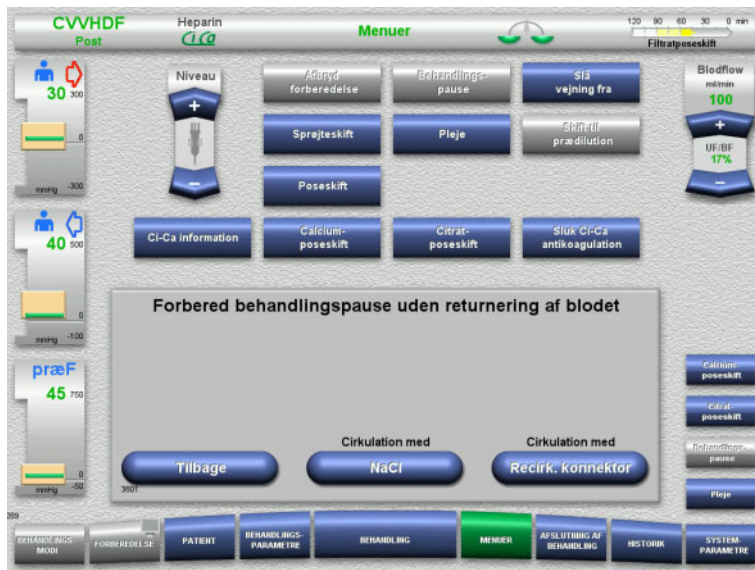 CVVHDF
Post
Heparin
CiCa
Menuer
120 90 60 30 0 min
Filtratposeskift
30
300
0
-300
mmHg
40
500
0
-100
mmHg
præF
45
750
0
-50
mmHg
Niveau
+
−
Afbryd
forberedelse
Behandlings-
pause
Slå
vejning fra
Sprøjteskift
Pleje
Skift til
prædilution
Poseskift
Ci-Ca information
Calcium-
poseskift
Citrat-
poseskift
Sluk Ci-Ca
antikoagulation
Blodflow
ml/min
100
+
UF/BF
17%
−
Forbered behandlingspause uden returnering af blodet
Tilbage
Cirkulation med
NaCl
Cirkulation med
Recirk. konnektor
3801
Calcium-
poseskift
Citrat-
poseskift
Behandlings-
pause
Pleje
289
BEHANDLINGS-
MODI
FORBEREDELSE
PATIENT
BEHANDLINGS-
PARAMETRE
BEHANDLING
MENUER
AFSLUTNING AF
BEHANDLING
HISTORIK
SYSTEM-
PARAMETRE